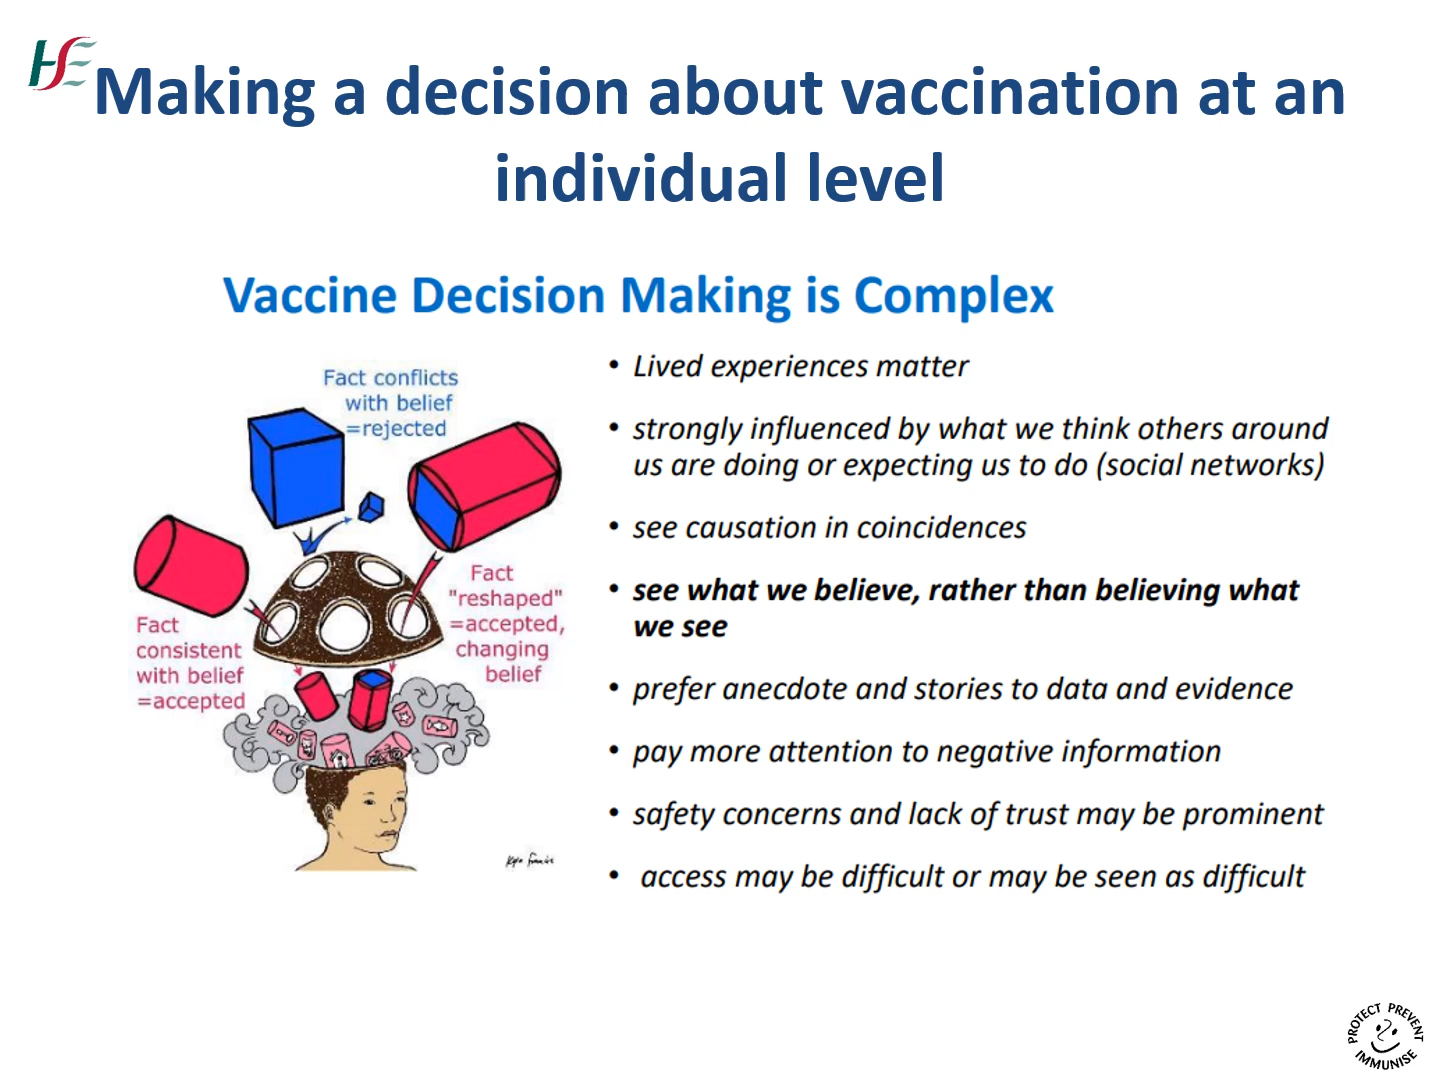 HSE
Making a decision about vaccination at an
individual level
Vaccine Decision Making is Complex
Fact conflicts
with belief
=rejected
Fact
consistent
with belief
=accepted
Fact
"reshaped"
=accepted,
changing
belief
• Lived experiences matter
• strongly influenced by what we think others around
us are doing or expecting us to do (social networks)
• see causation in coincidences
• see what we believe, rather than believing what
we see
• prefer anecdote and stories to data and evidence
• pay more attention to negative information
• safety concerns and lack of trust may be prominent
• access may be difficult or may be seen as difficult
PROTECT PREVENT
IMMUNISE